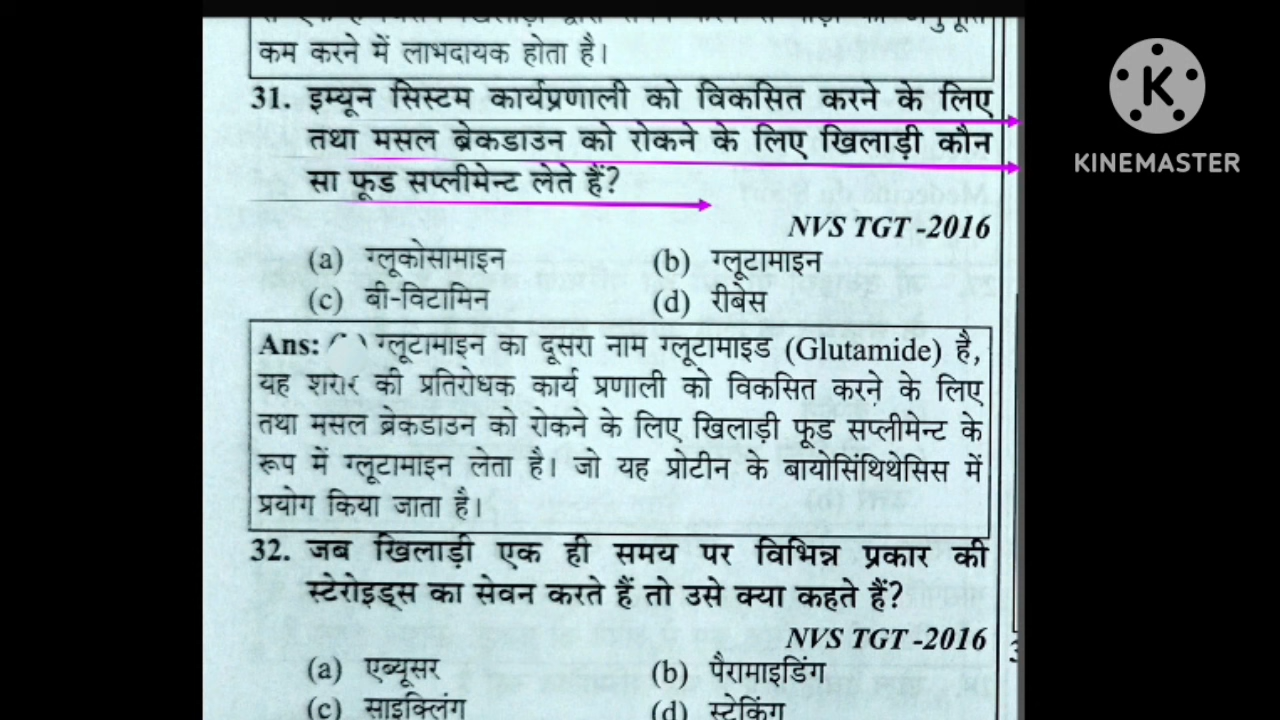 कम करने में लाभदायक होता है।
31. इम्यून सिस्टम कार्यप्रणाली को विकसित करने के लिए
तथा मसल ब्रेकडाउन को रोकने के लिए खिलाड़ी कौन
सा फूड सप्लीमेन्ट लेते हैं?
NVS TGT -2016
(a) ग्लूकोसामाइन (b) ग्लूटामाइन
(c) बी-विटामिन (d) रीबेस
Ans: ग्लूटामाइन का दूसरा नाम ग्लूटामाइड (Glutamide) है,
यह शरीर की प्रतिरोधक कार्य प्रणाली को विकसित करने के लिए
तथा मसल ब्रेकडाउन को रोकने के लिए खिलाड़ी फूड सप्लीमेन्ट के
रूप में ग्लूटामाइन लेता है। जो यह प्रोटीन के बायोसिंथिथेसिस में
प्रयोग किया जाता है।
32. जब खिलाड़ी एक ही समय पर विभिन्न प्रकार की
स्टेरोइड्स का सेवन करते हैं तो उसे क्या कहते हैं?
NVS TGT -2016
(a) एब्यूसर (b) पैरामाइडिंग
(c) साइक्लिंग (d) स्टेकिंग
K
KINEMASTER